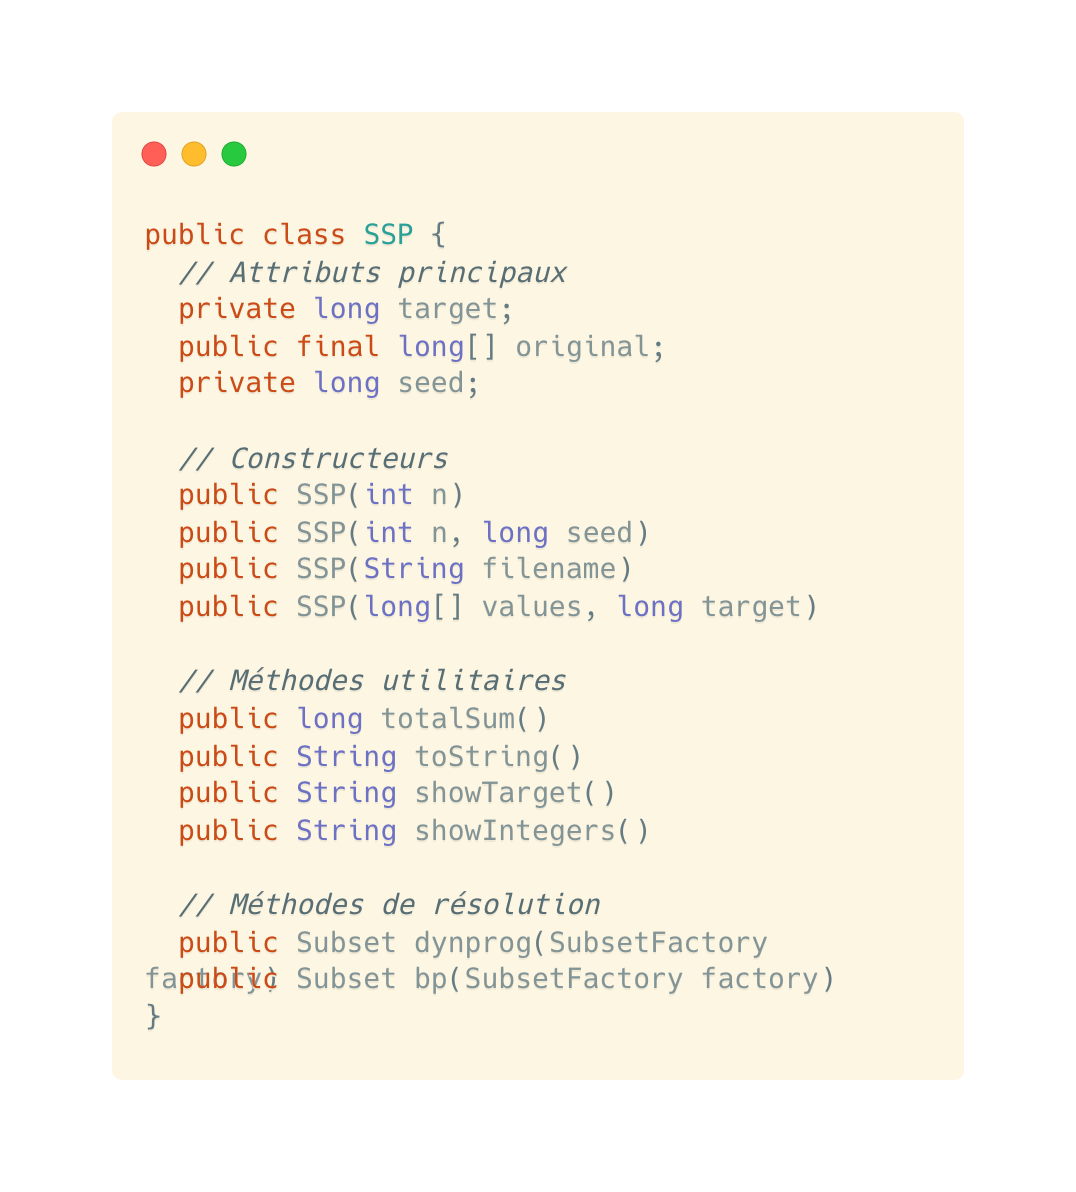 public class SSP {
// Attributs principaux
private long target;
public final long[] original;
private long seed;
// Constructeurs
public SSP(int n)
public SSP(int n, long seed)
public SSP(String filename)
public SSP(long[] values, long target)
// Méthodes utilitaires
public long totalSum()
public String toString()
public String showTarget()
public String showIntegers()
// Méthodes de résolution
public Subset dynprog(SubsetFactory
factory)
public Subset bp(SubsetFactory factory)
}